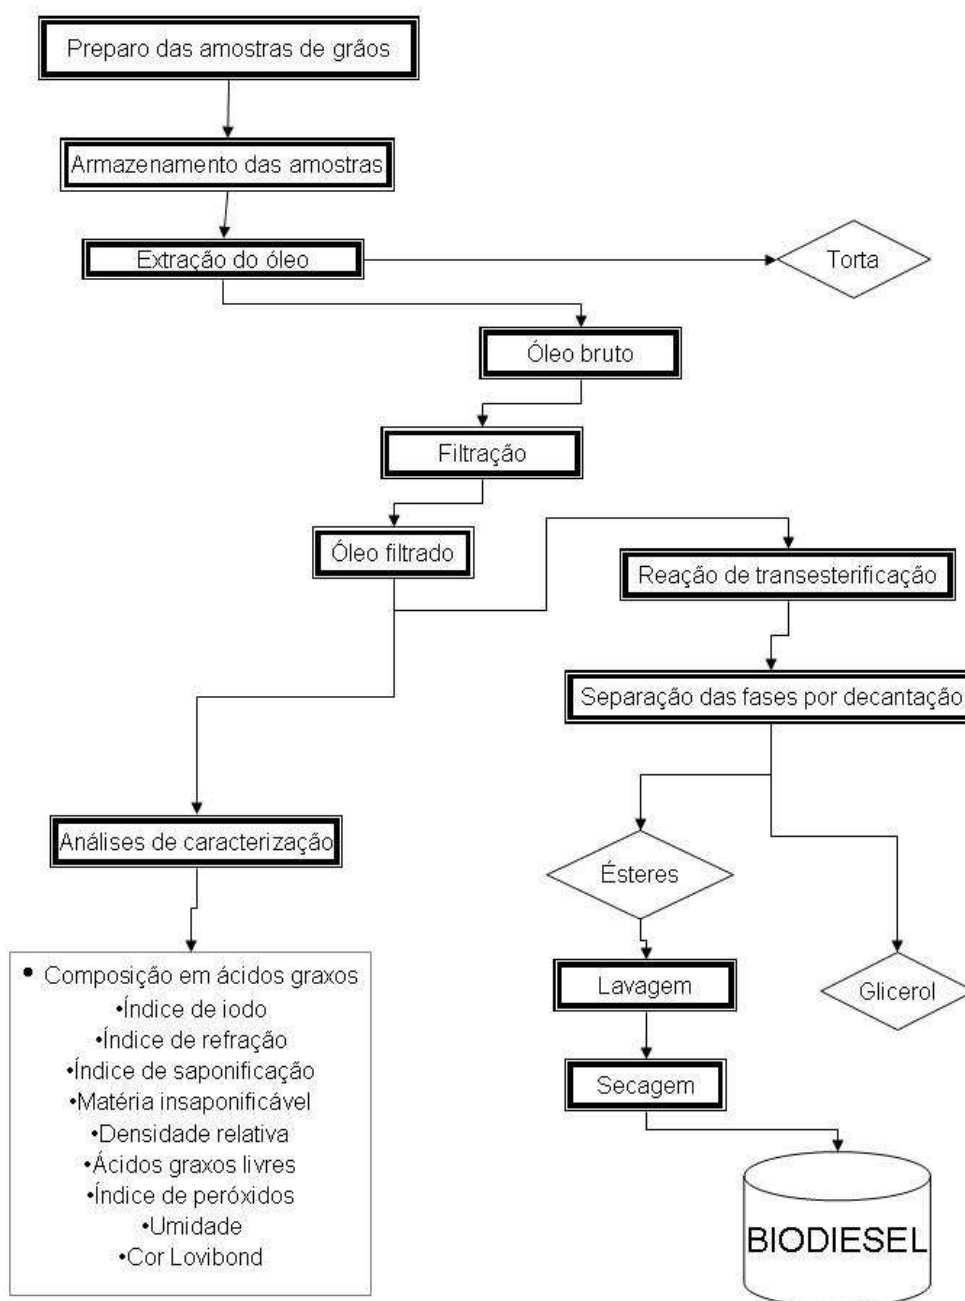 Preparo das amostras de grãos
Armazenamento das amostras
Extração do óleo
Torta
Óleo bruto
Filtração
Óleo filtrado
Reação de transesterificação
Separação das fases por decantação
Análises de caracterização
Ésteres
Lavagem
Glicerol
Secagem
BIODIESEL
• Composição em ácidos graxos
•Índice de iodo
•Índice de refração
•Índice de saponificação
•Matéria insaponificável
•Densidade relativa
•Ácidos graxos livres
•Índice de peróxidos
•Umidade
•Cor Lovibond